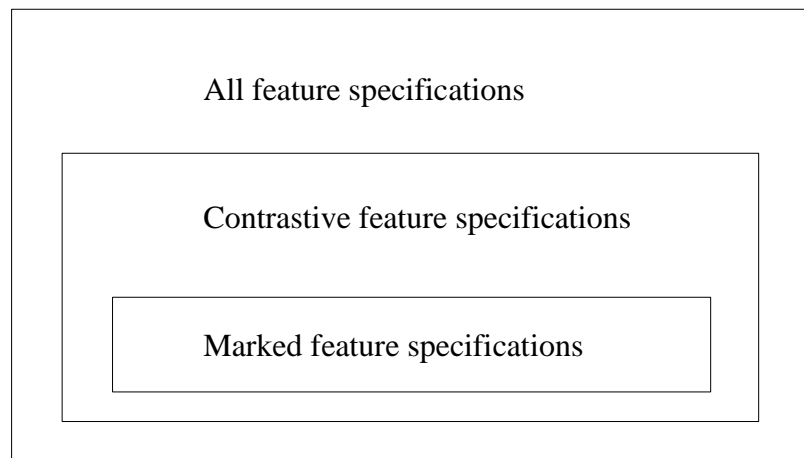 All feature specifications
Contrastive feature specifications
Marked feature specifications